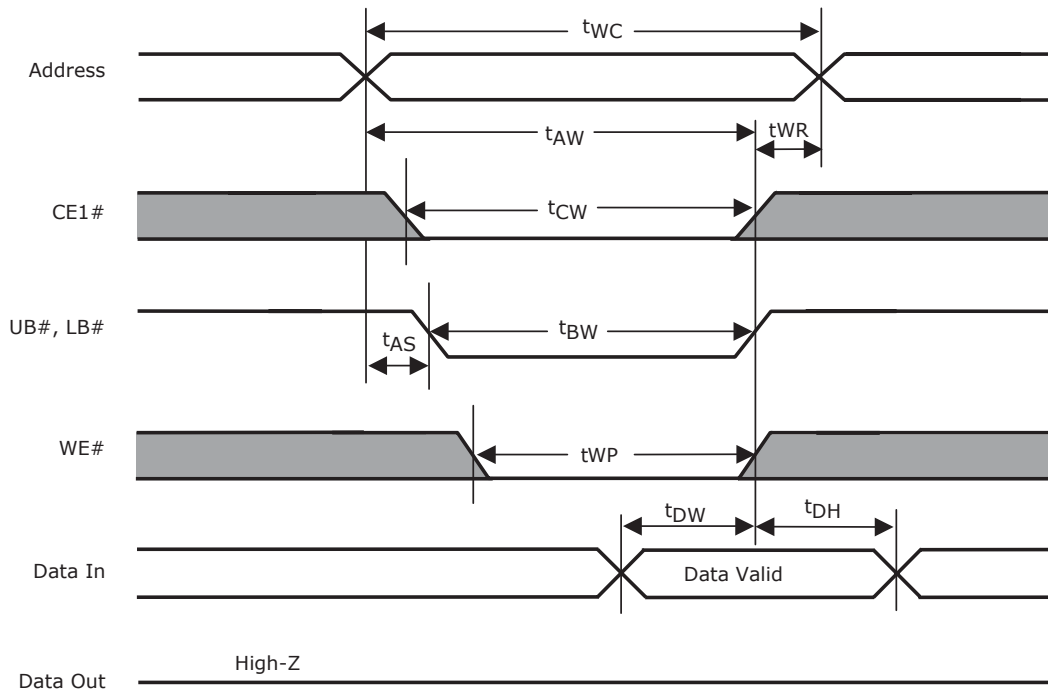 tWC
Address
tAW
tWR
CE1#
tCW
UB#, LB#
tAS
tBW
WE#
tWP
tDW
tDH
Data In
Data Valid
High-Z
Data Out